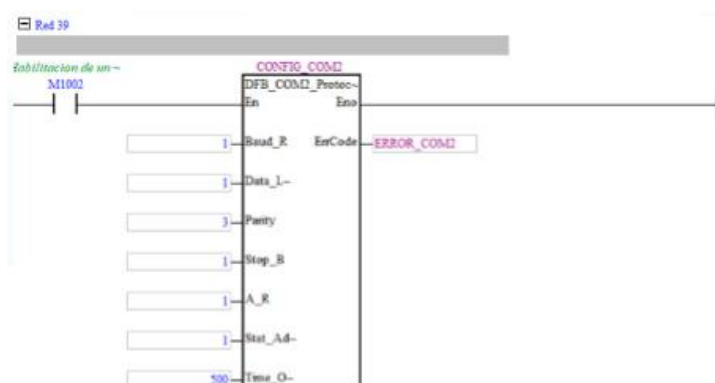 Red 39
Habilitacion de un~
M1002
CONFIG_COM2
DFB_COM2_Protec~
En Eno
1 Baud_R ErrCode ERROR_COM2
1 Data_L~
3 Parity
1 Stop_B
1 A_R
1 Stat_Ad~
500 Time_O~